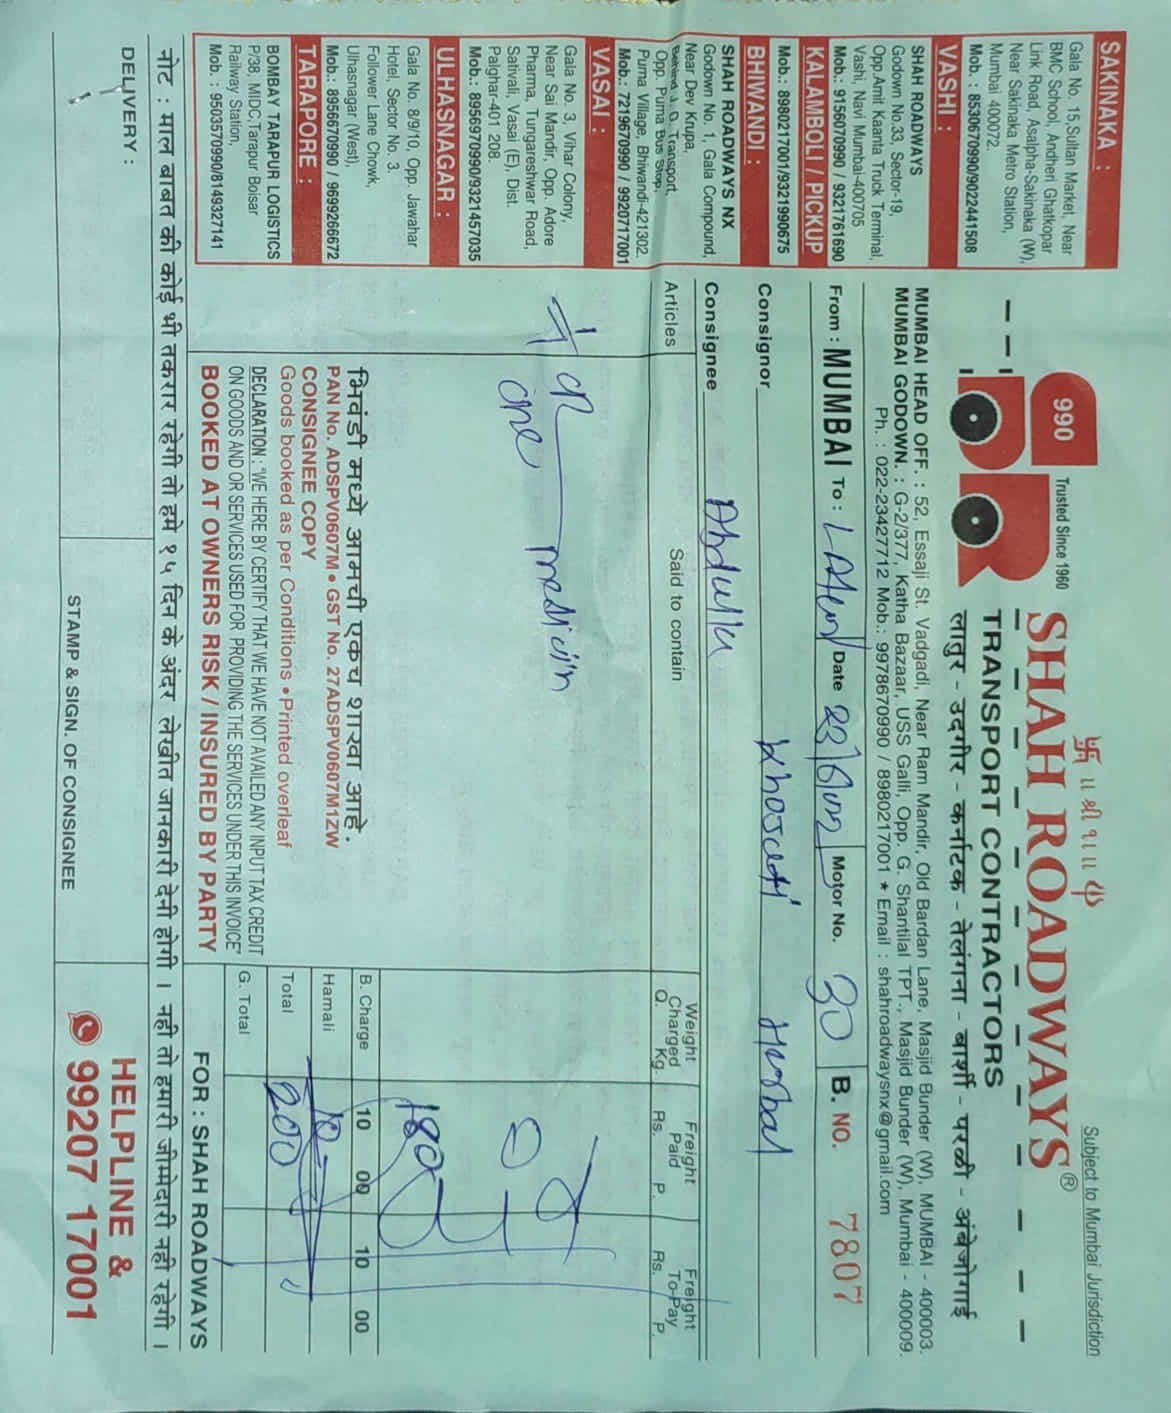 Subject to Mumbai Jurisdiction
卐 ॥ श्री १ ॥ ॐ
990
Trusted Since 1960
SHAH ROADWAYS®
TRANSPORT CONTRACTORS
लातुर - उदगीर - कर्नाटक - तेलंगना - बार्शी - परळी - अंबेजोगाई
MUMBAI HEAD OFF. : 52, Essaji St. Vadgadi, Near Ram Mandir, Old Bardan Lane, Masjid Bunder (W), MUMBAI - 400003.
MUMBAI GODOWN. : G-2/377, Katha Bazaar, USS Galli, Opp. G. Shantilal TPT., Masjid Bunder (W), Mumbai - 400009.
Ph. : 022-23427712 Mob.: 9978670990 / 8980217001 ★ Email : shahroadwaysnx@gmail.com
SAKINAKA :
Gala No. 15,Sultan Market, Near
BMC School, Andheri Ghatkopar
Link Road, Asalpha-Sakinaka (W),
Near Sakinaka Metro Station,
Mumbai 400072.
Mob. : 8530670990/9022441508
VASHI :
SHAH ROADWAYS
Godown No.33, Sector-19,
Opp.Amit Kaanta Truck Terminal,
Vashi, Navi Mumbai-400705
Mob.: 9156070990 / 9321761690
KALAMBOLI / PICKUP
Mob.: 8980217001/9321990675
BHIWANDI :
SHAH ROADWAYS NX
Godown No. 1, Gala Compound,
Near Dev Krupa,
Behind J. D. Transport,
Opp. Purna Bus Stop,
Purna Village, Bhiwandi-421302.
Mob.: 7219670990 / 9920717001
VASAI :
Gala No. 3, Vihar Colony,
Near Sai Mandir, Opp. Adore
Pharma, Tungareshwar Road,
Sativali, Vasai (E), Dist.
Palghar-401 208.
Mob.: 8956970990/9321457035
ULHASNAGAR :
Gala No. 8/9/10, Opp. Jawahar
Hotel, Sector No. 3.
Follower Lane Chowk,
Ulhasnagar (West),
Mob.: 8956670990 / 9699266672
TARAPORE :
BOMBAY TARAPUR LOGISTICS
P/38, MIDC,Tarapur Boisar
Railway Station,
Mob. : 9503570990/8149327141
From : MUMBAI To : Date Motor No. 30 B. NO. 7807
Consignor Herbal
Consignee Abdulla
Articles Said to contain Weight Charged Q. Kg. Freight Paid Rs. P. Freight To-Pay Rs. P.
1 medicin
one
180
भिवंडी मध्ये आमची एकच शाखा आहे.
PAN No. ADSPV0607M • GST No. 27ADSPV0607M1ZW
CONSIGNEE COPY
Goods booked as per Conditions • Printed overleaf
DECLARATION : "WE HERE BY CERTIFY THAT WE HAVE NOT AVAILED ANY INPUT TAX CREDIT
ON GOODS AND OR SERVICES USED FOR PROVIDING THE SERVICES UNDER THIS INVOICE"
BOOKED AT OWNERS RISK / INSURED BY PARTY
B. Charge 10 00 10 00
Hamali 10
Total 200
G. Total
FOR : SHAH ROADWAYS
नोट : माल बाबत की कोई भी तकरार रहेगी तो हमे १५ दिन के अंदर लेखीत जानकारी देनी होगी । नही तो हमारी जीम्मेदारी नही रहेगी ।
DELIVERY :
STAMP & SIGN. OF CONSIGNEE
HELPLINE &
99207 17001